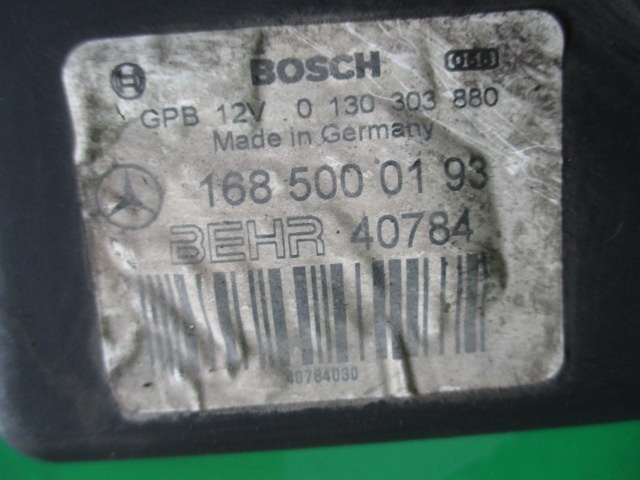 BOSCH
GPB 12V 0 130 303 880
Made in Germany
168 500 01 93
BEHR 40784
40784030